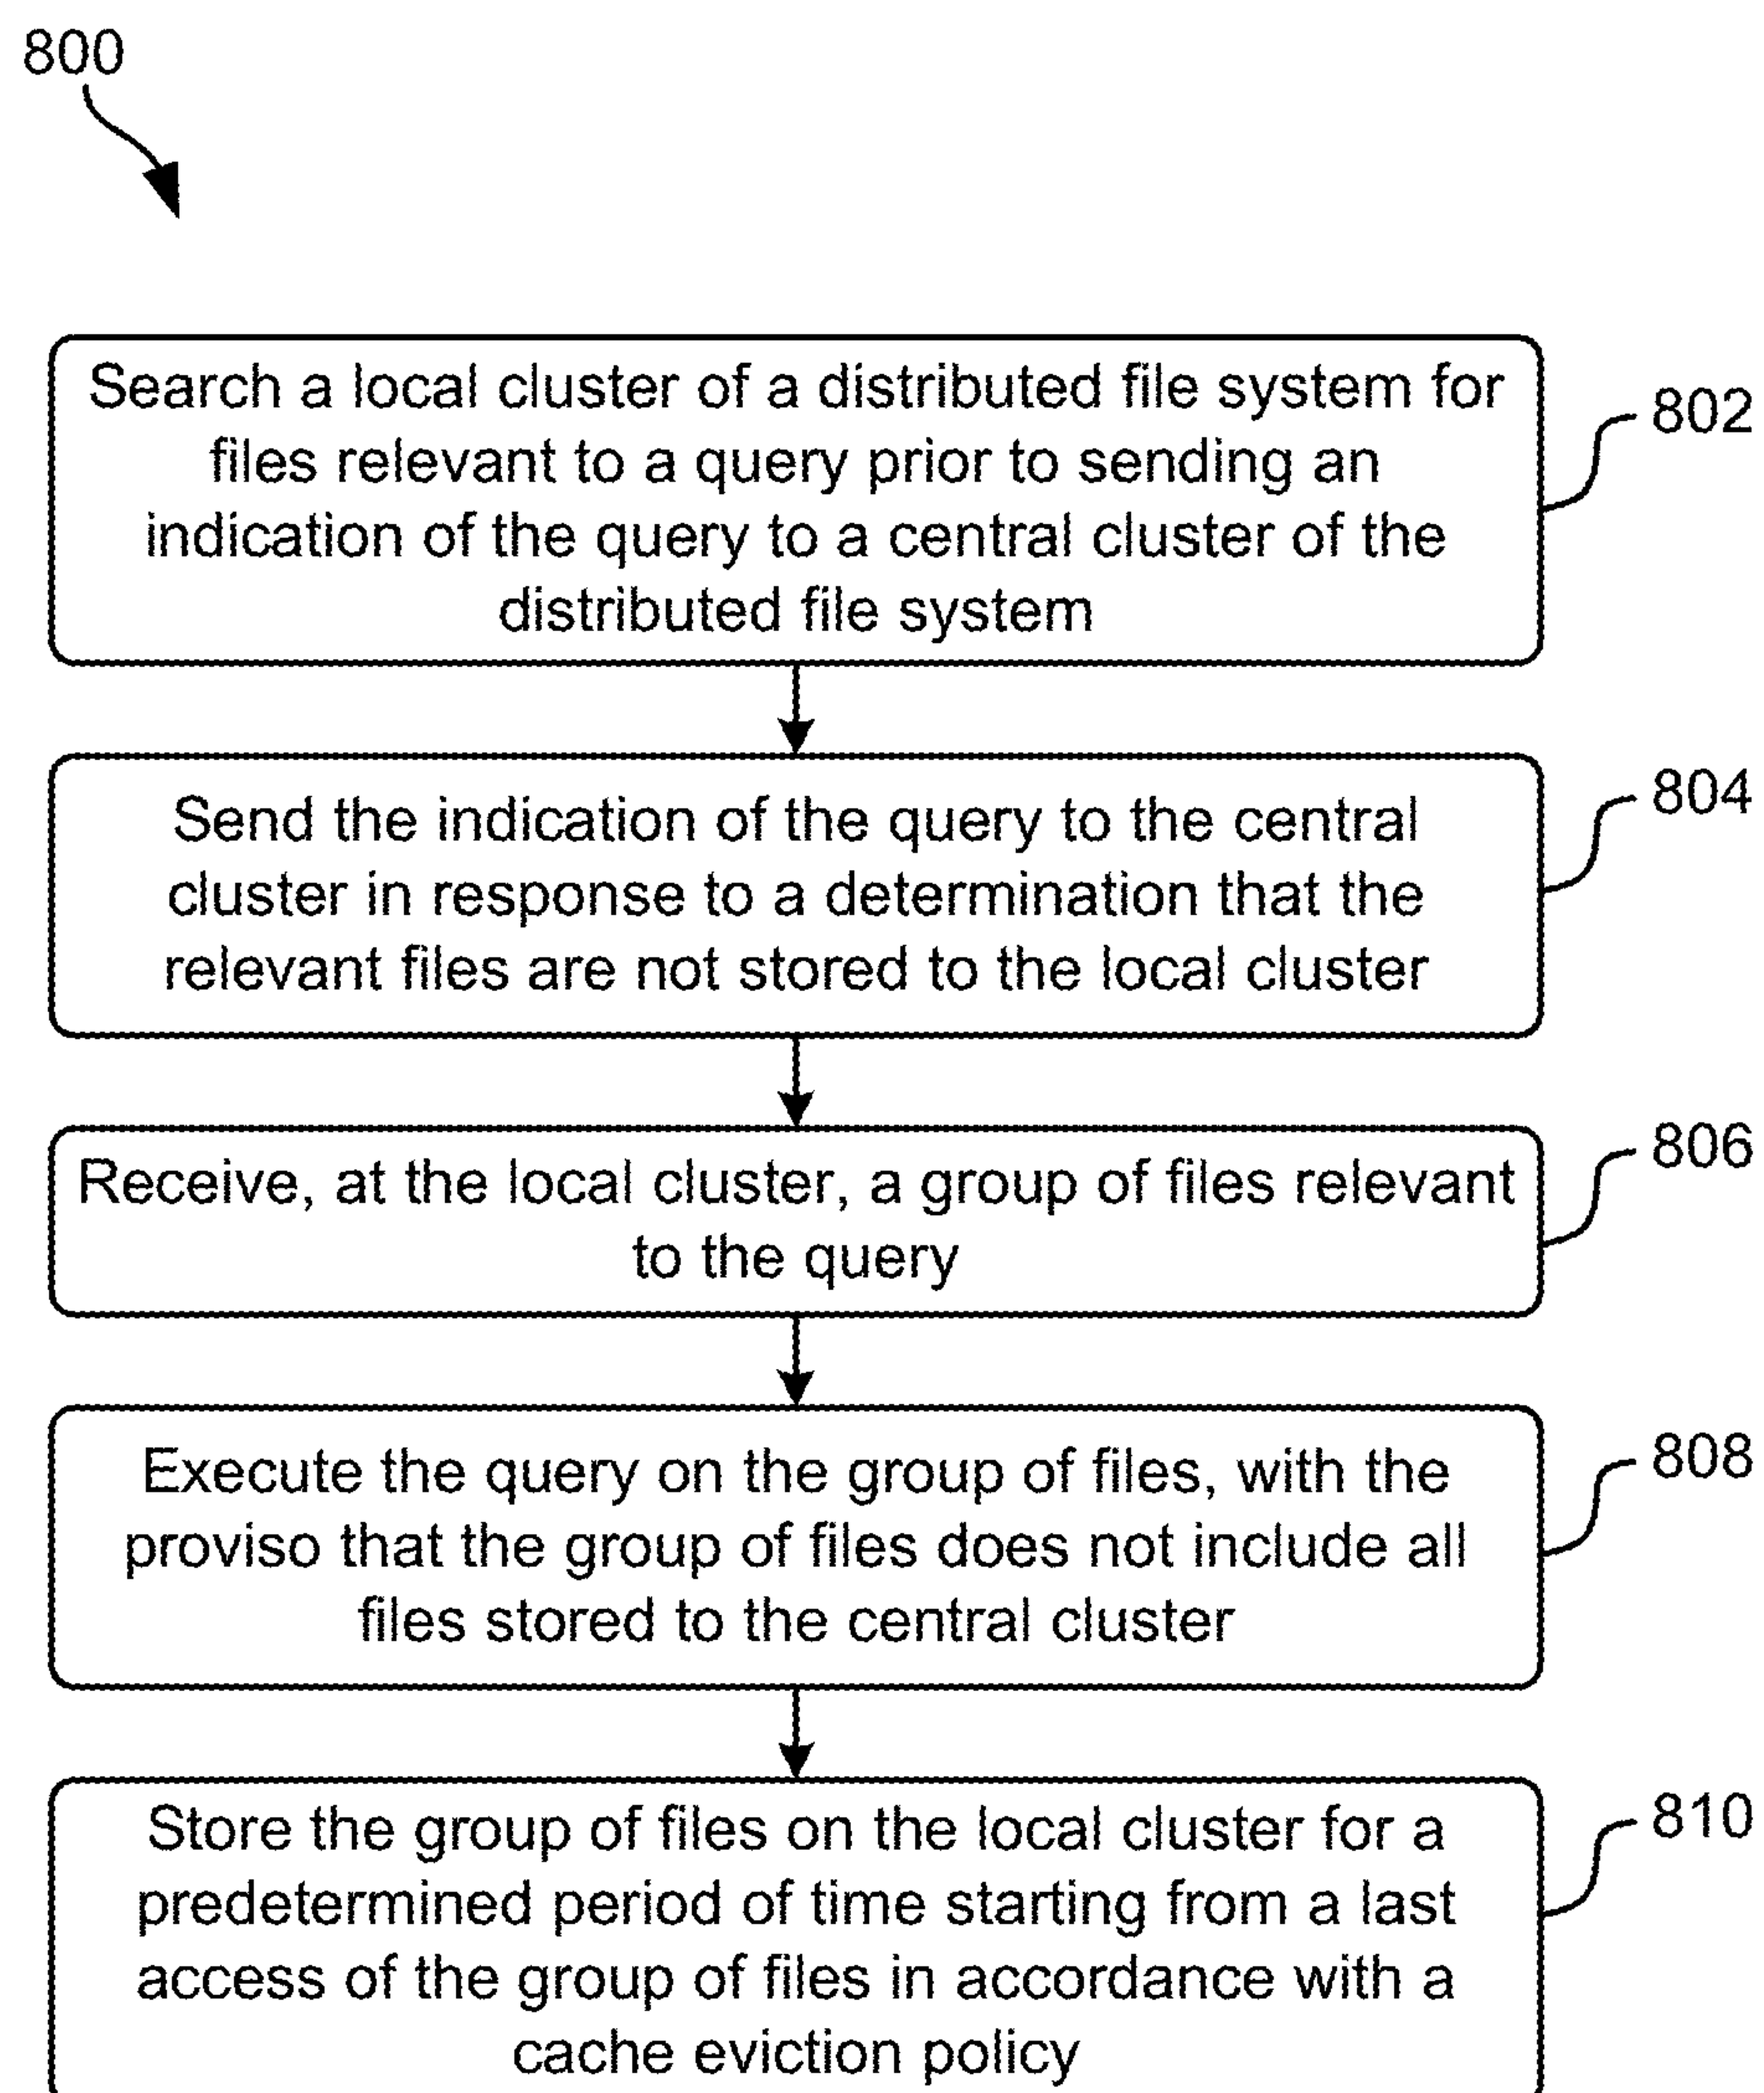 800
Search a local cluster of a distributed file system for
files relevant to a query prior to sending an
indication of the query to a central cluster of the
distributed file system
802
Send the indication of the query to the central
cluster in response to a determination that the
relevant files are not stored to the local cluster
804
Receive, at the local cluster, a group of files relevant
to the query
806
Execute the query on the group of files, with the
proviso that the group of files does not include all
files stored to the central cluster
808
Store the group of files on the local cluster for a
predetermined period of time starting from a last
access of the group of files in accordance with a
cache eviction policy
810